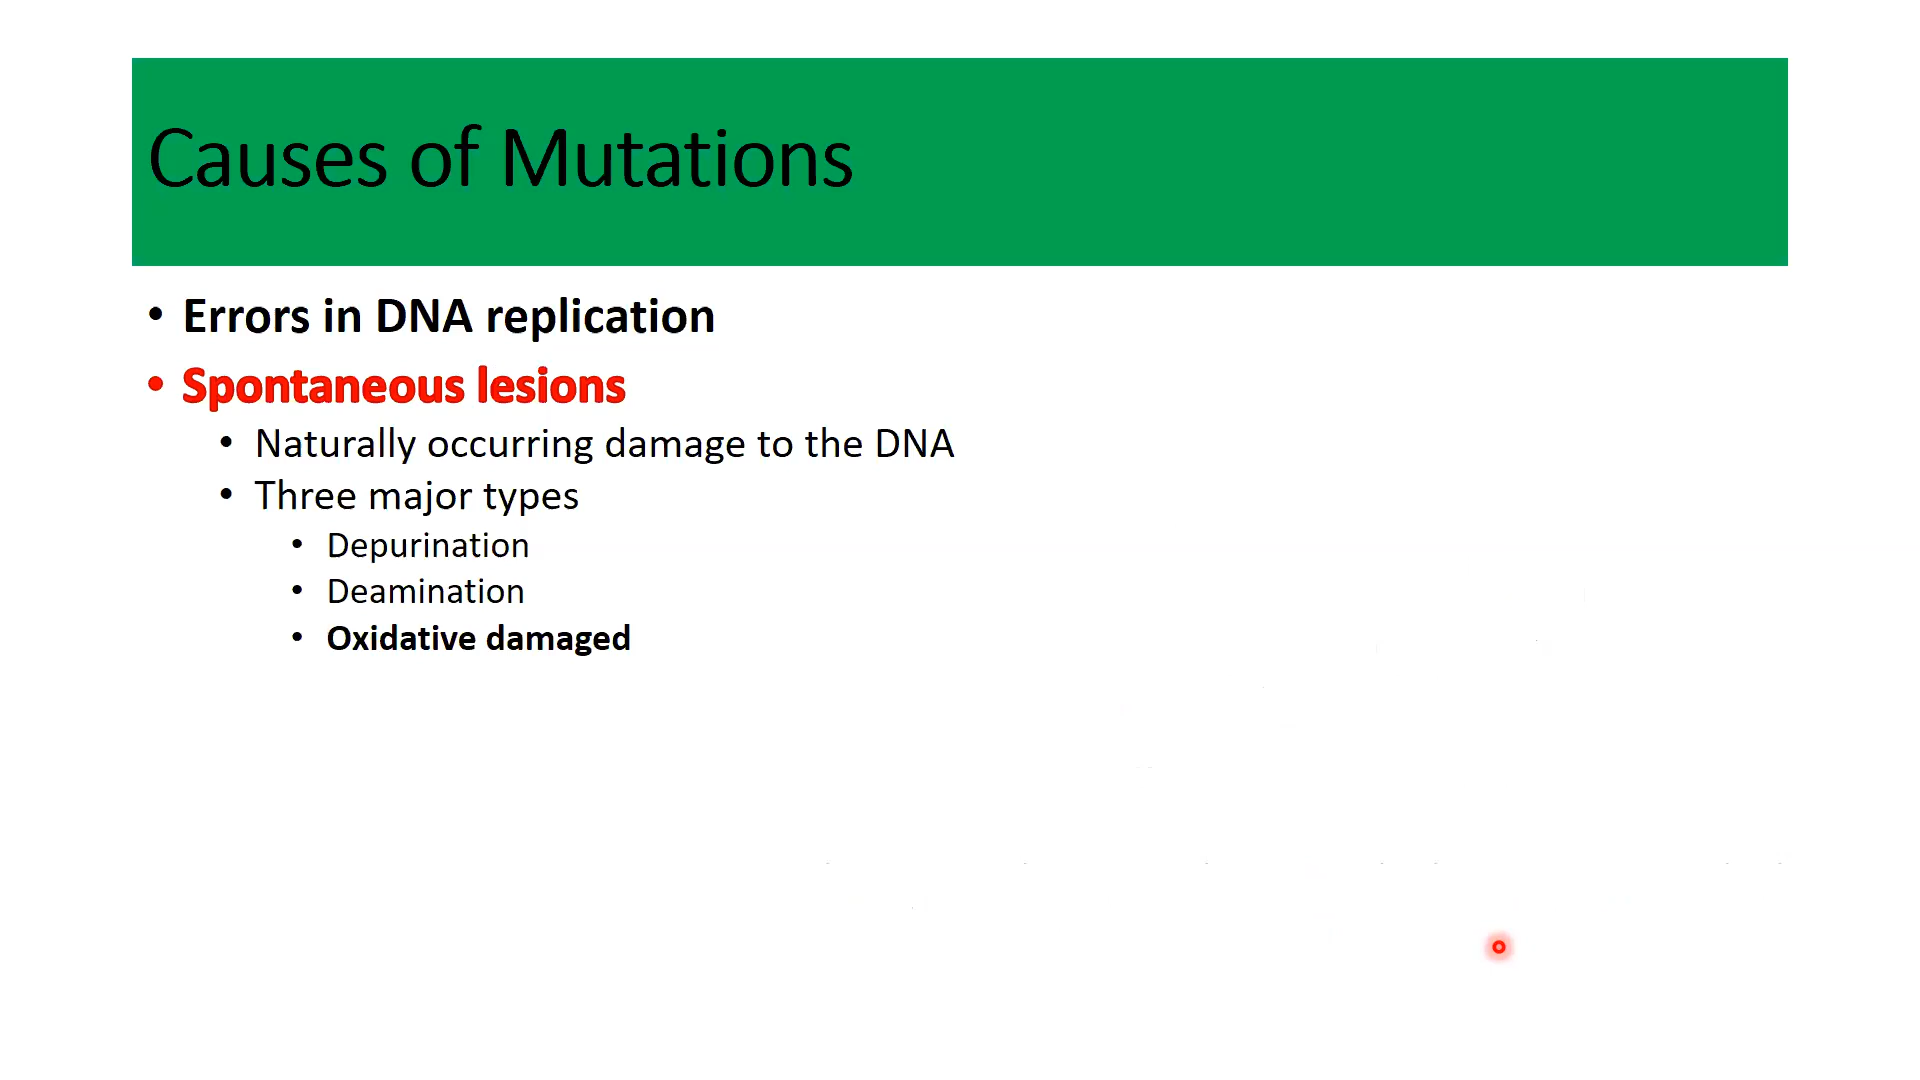 Causes of Mutations
• Errors in DNA replication
• Spontaneous lesions
• Naturally occurring damage to the DNA
• Three major types
• Depurination
• Deamination
• Oxidative damaged